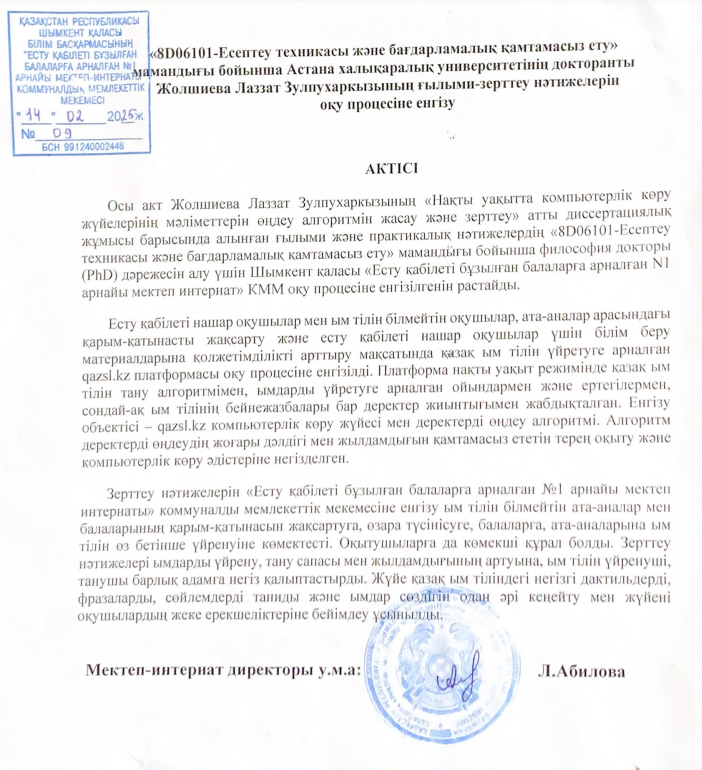 ҚАЗАҚСТАН РЕСПУБЛИКАСЫ
ШЫМКЕНТ ҚАЛАСЫ
БІЛІМ БАСҚАРМАСЫНЫҢ
"ЕСТУ ҚАБІЛЕТІ БҰЗЫЛҒАН
БАЛАЛАРҒА АРНАЛҒАН №1
АРНАЙЫ МЕКТЕП-ИНТЕРНАТЫ"
КОММУНАЛДЫҚ МЕМЛЕКЕТТІК
МЕКЕМЕСІ
"14" 02 2025ж
№ 09
БСН 991240002446
«8D06101-Есептеу техникасы және бағдарламалық қамтамасыз ету»
мамандығы бойынша Астана халықаралық университетінің докторанты
Жолшиева Лаззат Зулпухаркызының ғылыми-зерттеу нәтижелерін
оқу процесіне енгізу
АКТІСІ
Осы акт Жолшиева Лаззат Зулпухаркызының «Нақты уақытта компьютерлік көру
жүйелерінің мәліметтерін өңдеу алгоритмін жасау және зерттеу» атты диссертациялық
жұмысы барысында алынған ғылыми және практикалық нәтижелердің «8D06101-Есептеу
техникасы және бағдарламалық қамтамасыз ету» мамандығы бойынша философия докторы
(PhD) дәрежесін алу үшін Шымкент қаласы «Есту қабілеті бұзылған балаларға арналған N1
арнайы мектеп интернат» КММ оқу процесіне енгізілгенін растайды.
Есту қабілеті нашар оқушылар мен ым тілін білмейтін оқушылар, ата-аналар арасындағы
қарым-қатынасты жақсарту және есту қабілеті нашар оқушылар үшін білім беру
материалдарына қолжетімділікті арттыру мақсатында қазақ ым тілін үйретуге арналған
qazsl.kz платформасы оқу процесіне енгізілді. Платформа нақты уақыт режимінде қазақ ым
тілін тану алгоритмімен, ымдарды үйретуге арналған ойындармен және ертегілермен,
сондай-ақ ым тілінің бейнежазбалары бар деректер жиынтығымен жабдықталған. Енгізу
объектісі – qazsl.kz компьютерлік көру жүйесі мен деректерді өңдеу алгоритмі. Алгоритм
деректерді өңдеудің жоғары дәлдігі мен жылдамдығын қамтамасыз ететін терең оқыту және
компьютерлік көру әдістеріне негізделген.
Зерттеу нәтижелерін «Есту қабілеті бұзылған балаларға арналған №1 арнайы мектеп
интернаты» коммуналды мемлекеттік мекемесіне енгізу ым тілін білмейтін ата-аналар мен
балаларының қарым-қатынасын жақсартуға, өзара түсінісуге, балаларға, ата-аналарына ым
тілін өз бетінше үйренуіне көмектесті. Оқытушыларға да көмекші құрал болды. Зерттеу
нәтижелері ымдарды үйрену, тану сапасы мен жылдамдығының артуына, ым тілін үйренуші,
танушы барлық адамға негіз қалыптастырды. Жүйе қазақ ым тіліндегі негізгі дактильдерді,
фразаларды, сөйлемдерді таниды және ымдар сөздігін одан әрі кеңейту мен жүйені
оқушылардың жеке ерекшеліктеріне бейімдеу ұсынылды.
Мектеп-интернат директоры у.м.а: Л.Абилова